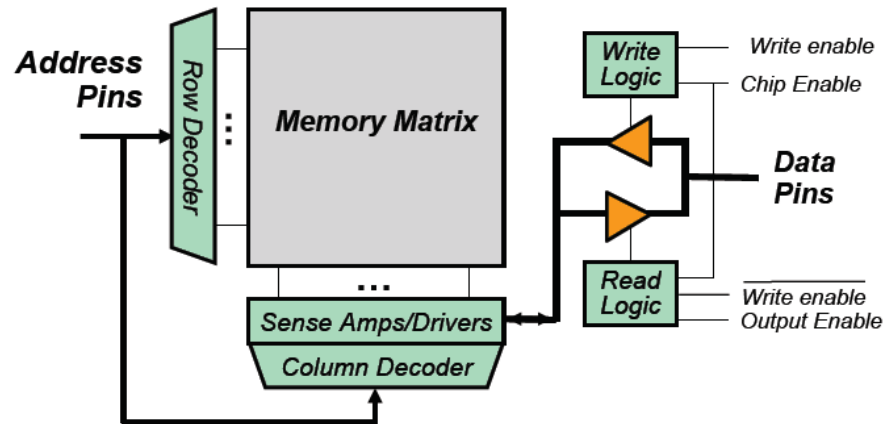 Address
Pins
Row Decoder
...
Memory Matrix
...
Sense Amps/Drivers
Column Decoder
Write
Logic
Write enable
Chip Enable
Data
Pins
Read
Logic
Write enable
Output Enable